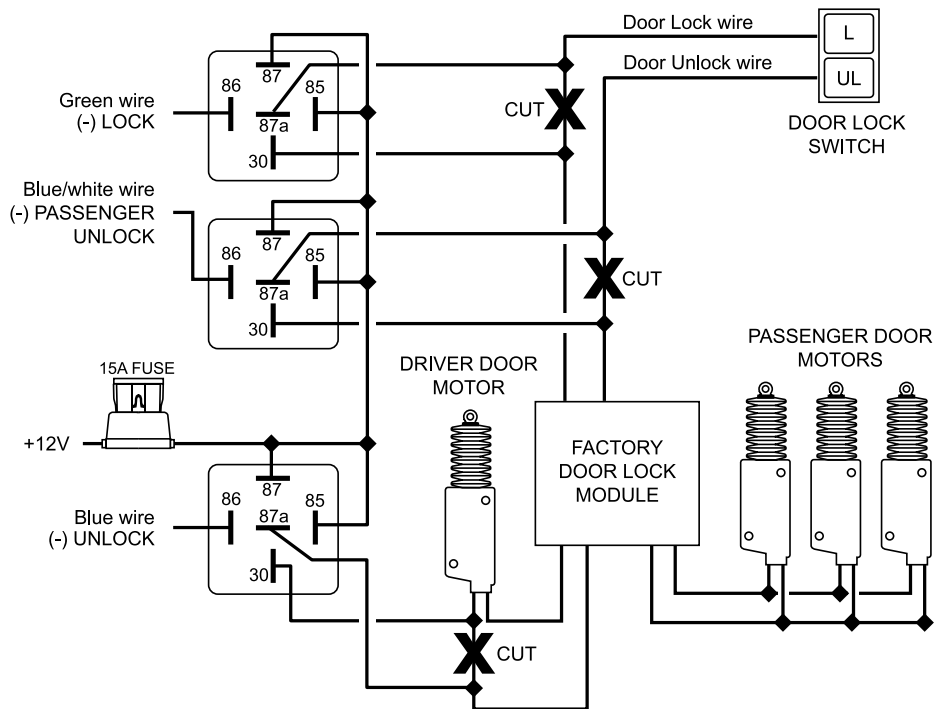 Door Lock wire
L
Door Unlock wire
UL
DOOR LOCK
SWITCH
CUT
87
86
85
87a
30
Green wire
(-) LOCK
Blue/white wire
(-) PASSENGER
UNLOCK
87
86
85
87a
30
CUT
15A FUSE
+12V
DRIVER DOOR
MOTOR
PASSENGER DOOR
MOTORS
FACTORY
DOOR LOCK
MODULE
87
86
85
87a
30
Blue wire
(-) UNLOCK
CUT